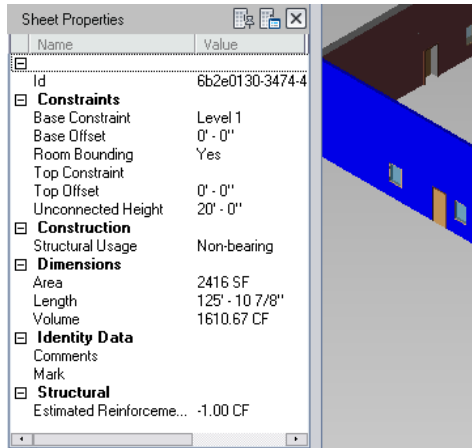 Sheet Properties
Name Value
Id 6b2e0130-3474-4
Constraints
Base Constraint Level 1
Base Offset 0' - 0"
Room Bounding Yes
Top Constraint
Top Offset 0' - 0"
Unconnected Height 20' - 0"
Construction
Structural Usage Non-bearing
Dimensions
Area 2416 SF
Length 125' - 10 7/8"
Volume 1610.67 CF
Identity Data
Comments
Mark
Structural
Estimated Reinforceme... -1.00 CF